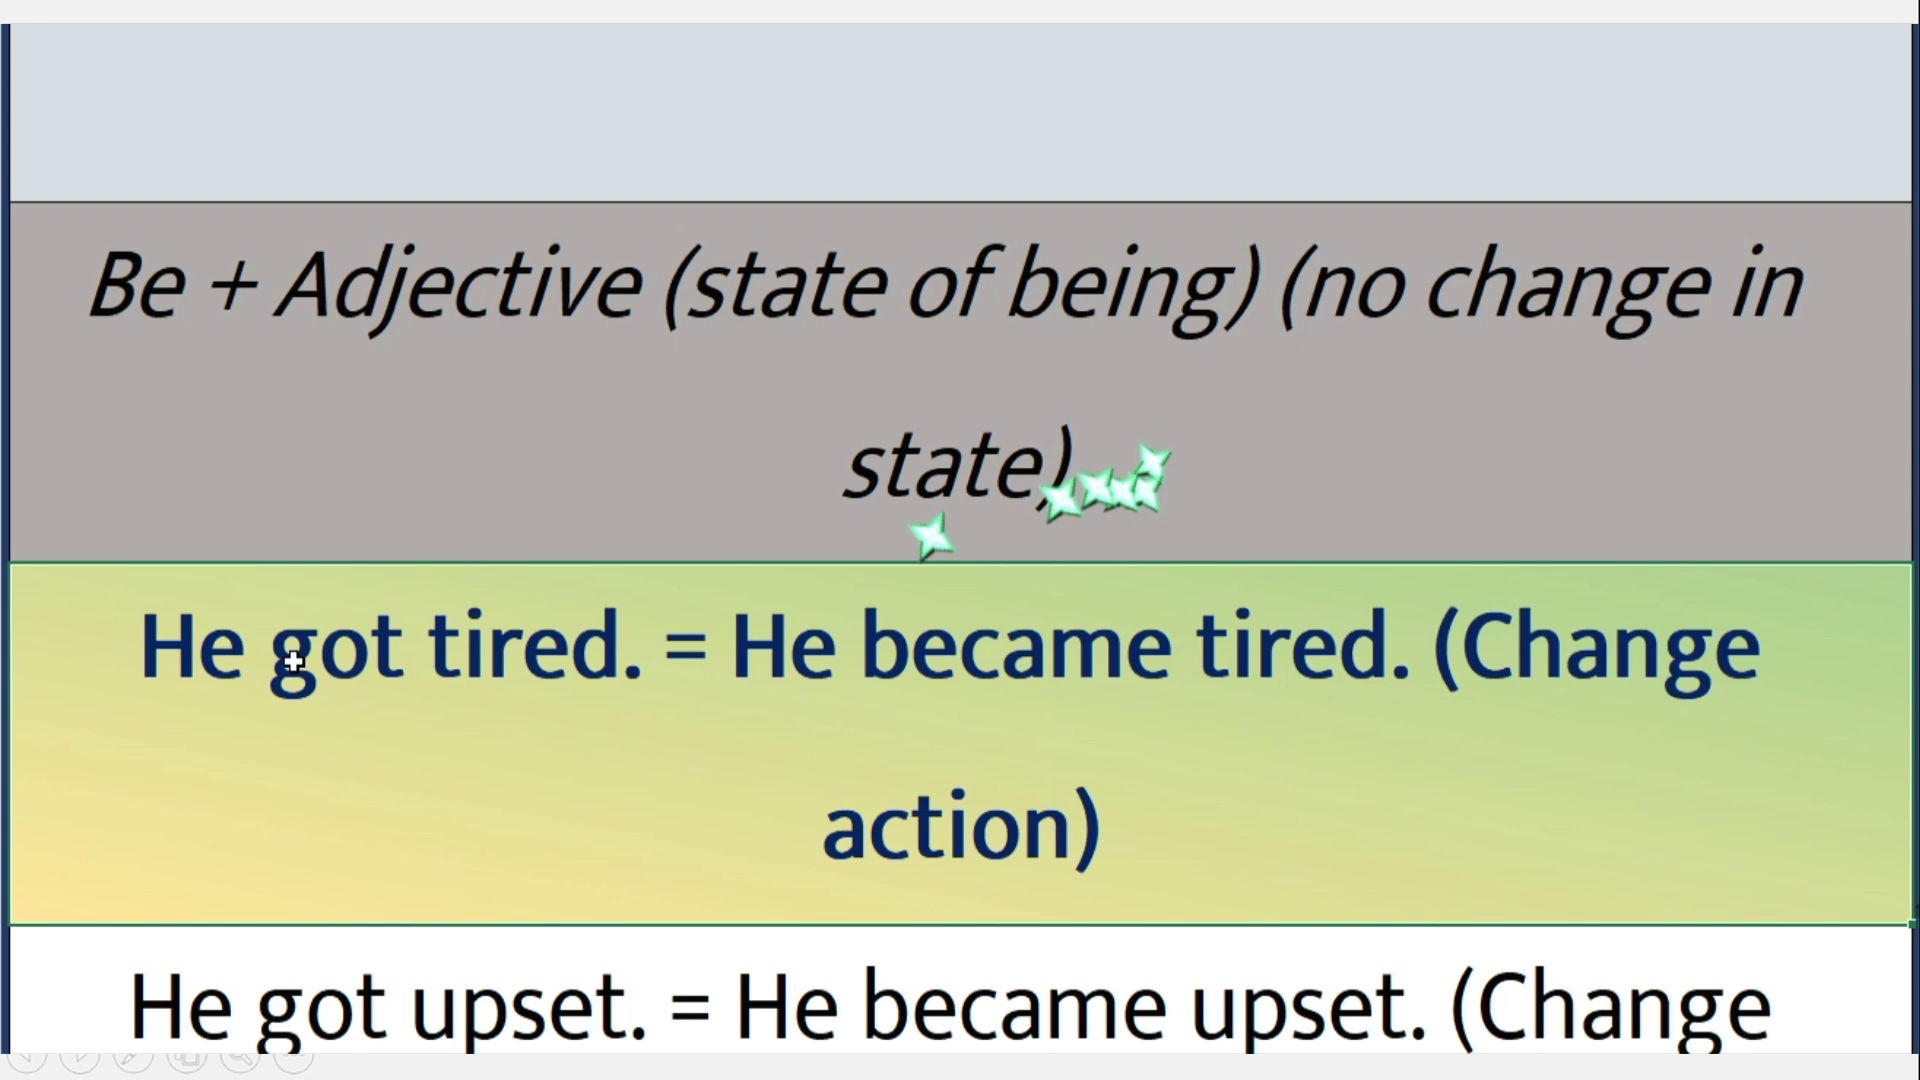 Be + Adjective (state of being) (no change in
state)
He got tired. = He became tired. (Change
action)
He got upset. = He became upset. (Change